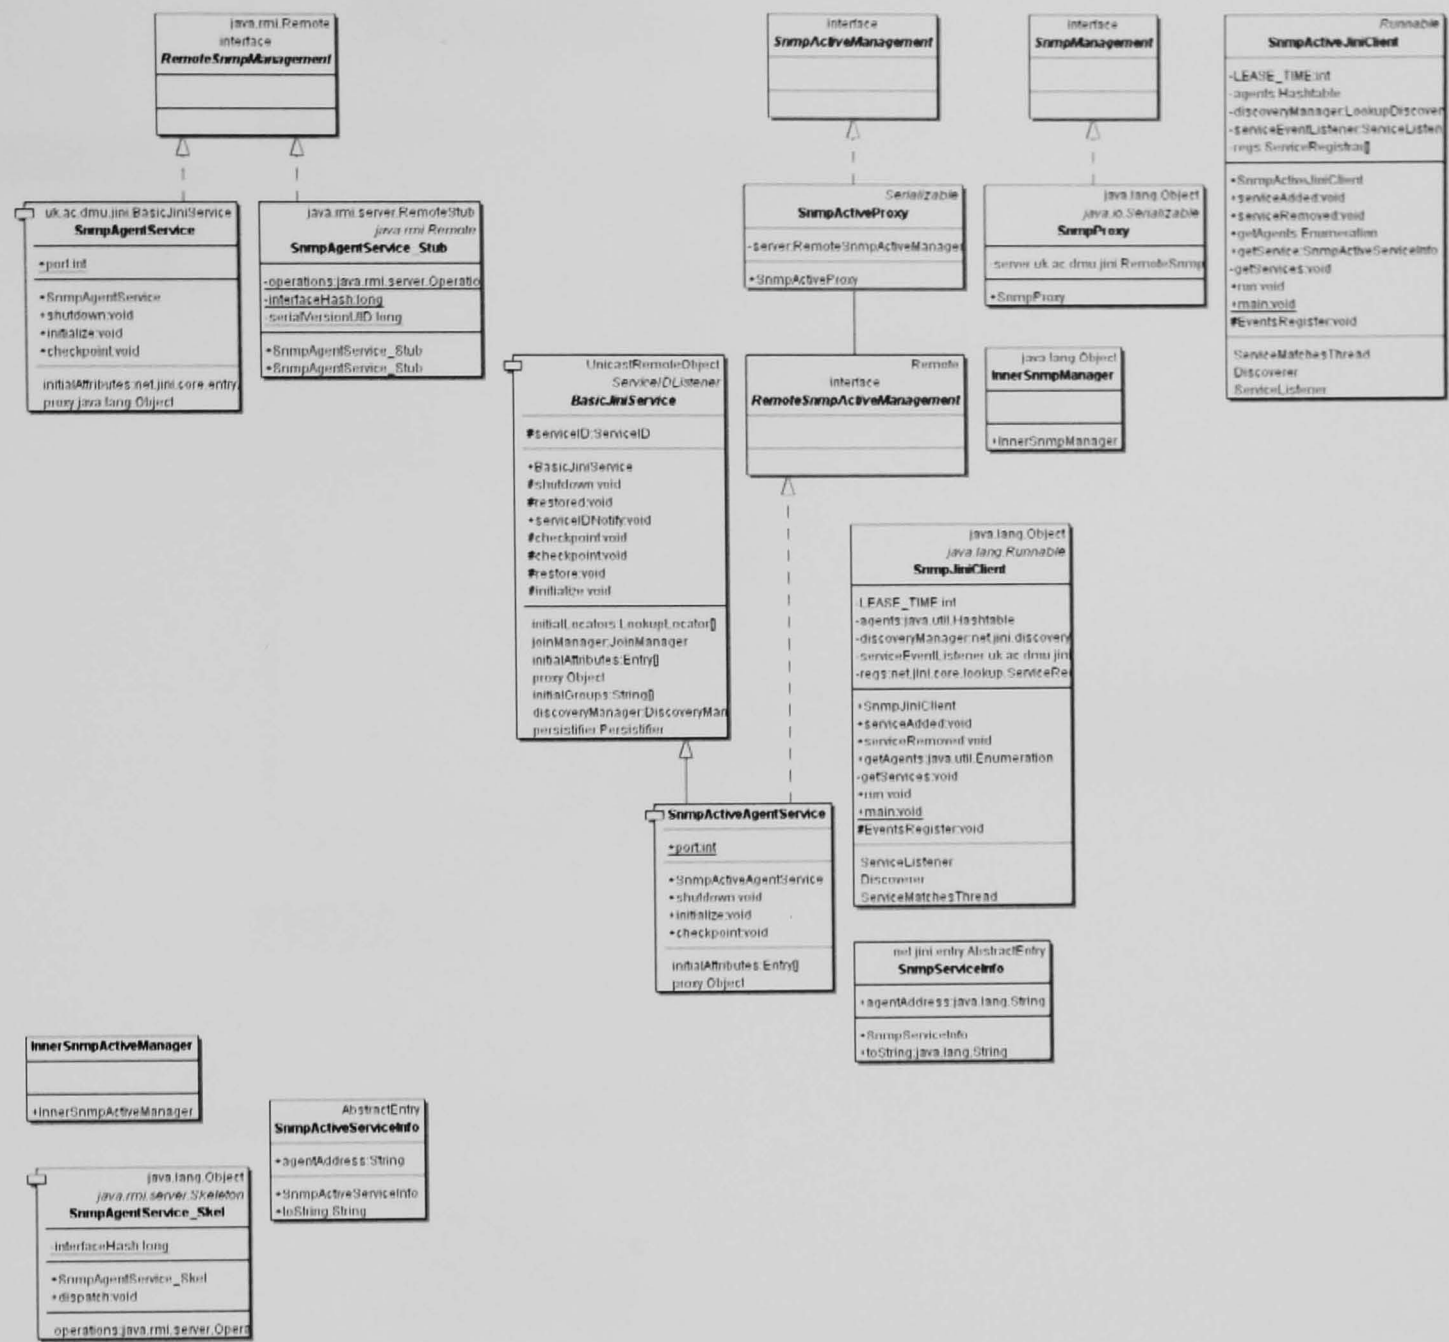 java.rmi.Remote
interface
RemoteSnmpManagement
uk.ac.dmu.jini.BasicJiniService
SnmpAgentService
+port:int
+SnmpAgentService
+shutdown:void
+initialize:void
+checkpoint:void
initialAttributes:net.jini.core.entry.
proxy:java.lang.Object
java.rmi.server.RemoteStub
java.rmi.Remote
SnmpAgentService_Stub
-operations:java.rmi.server.Operatio
-interfaceHash:long
-serialVersionUID:long
+SnmpAgentService_Stub
+SnmpAgentService_Stub
interface
SnmpActiveManagement
interface
SnmpManagement
Serializable
SnmpActiveProxy
-server:RemoteSnmpActiveManager
+SnmpActiveProxy
java.lang.Object
java.io.Serializable
SnmpProxy
-server:uk.ac.dmu.jini.RemoteSnmp
+SnmpProxy
Runnable
SnmpActiveJiniClient
-LEASE_TIME:int
-agents:Hashtable
-discoveryManager:LookupDiscover
-serviceEventListener:ServiceListen
-regs:ServiceRegistrar[]
+SnmpActiveJiniClient
+serviceAdded:void
+serviceRemoved:void
+getAgents:Enumeration
+getService:SnmpActiveServiceInfo
-getServices:void
+run:void
+main:void
#EventsRegister:void
ServiceMatchesThread
Discoverer
ServiceListener
UnicastRemoteObject
ServiceIDListener
BasicJiniService
#serviceID:ServiceID
+BasicJiniService
#shutdown:void
#restored:void
+serviceIDNotify:void
#checkpoint:void
#checkpoint:void
#restore:void
#initialize:void
initialLocators:LookupLocator[]
joinManager:JoinManager
initialAttributes:Entry[]
proxy:Object
initialGroups:String[]
discoveryManager:DiscoveryMan
persistifier:Persistifier
Remote
interface
RemoteSnmpActiveManagement
java.lang.Object
InnerSnmpManager
+InnerSnmpManager
java.lang.Object
java.lang.Runnable
SnmpJiniClient
-LEASE_TIME:int
-agents:java.util.Hashtable
-discoveryManager:net.jini.discovery
-serviceEventListener:uk.ac.dmu.jini
-regs:net.jini.core.lookup.ServiceRe
+SnmpJiniClient
+serviceAdded:void
+serviceRemoved:void
+getAgents:java.util.Enumeration
-getServices:void
+run:void
+main:void
#EventsRegister:void
ServiceListener
Discoverer
ServiceMatchesThread
SnmpActiveAgentService
+port:int
+SnmpActiveAgentService
+shutdown:void
+initialize:void
+checkpoint:void
initialAttributes:Entry[]
proxy:Object
net.jini.entry.AbstractEntry
SnmpServiceInfo
+agentAddress:java.lang.String
+SnmpServiceInfo
+toString:java.lang.String
InnerSnmpActiveManager
+InnerSnmpActiveManager
AbstractEntry
SnmpActiveServiceInfo
+agentAddress:String
+SnmpActiveServiceInfo
+toString:String
java.lang.Object
java.rmi.server.Skeleton
SnmpAgentService_Skel
-interfaceHash:long
+SnmpAgentService_Skel
+dispatch:void
operations:java.rmi.server.Opera